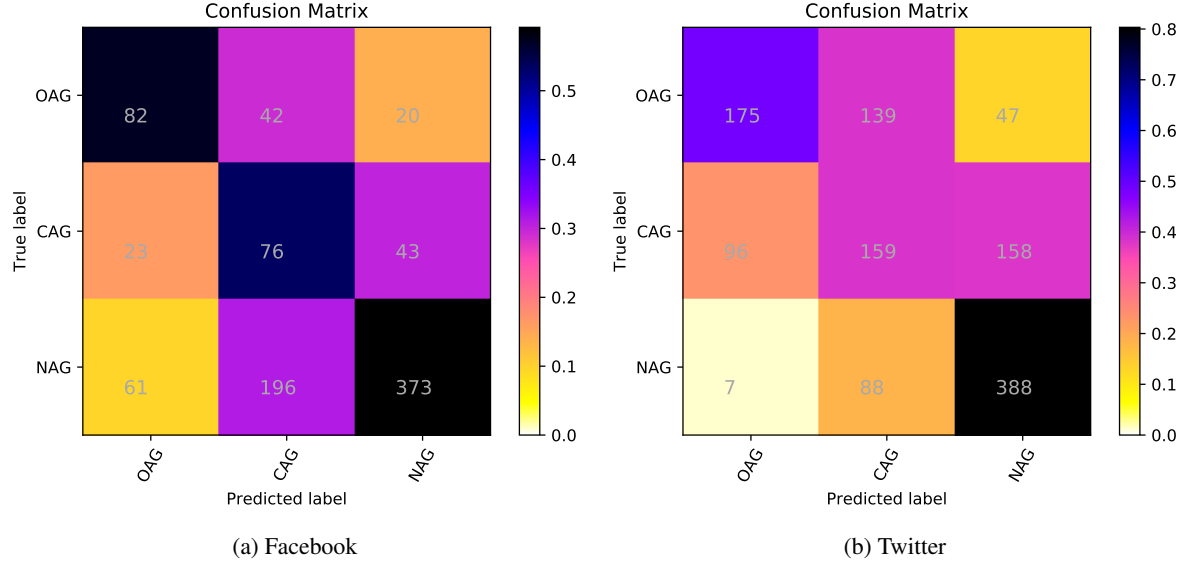 Confusion Matrix
OAG 82 42 20
CAG 23 76 43
NAG 61 196 373
OAG CAG NAG
True label
Predicted label
0.5
0.4
0.3
0.2
0.1
0.0
(a) Facebook
Confusion Matrix
OAG 175 139 47
CAG 96 159 158
NAG 7 88 388
OAG CAG NAG
True label
Predicted label
0.8
0.7
0.6
0.5
0.4
0.3
0.2
0.1
0.0
(b) Twitter